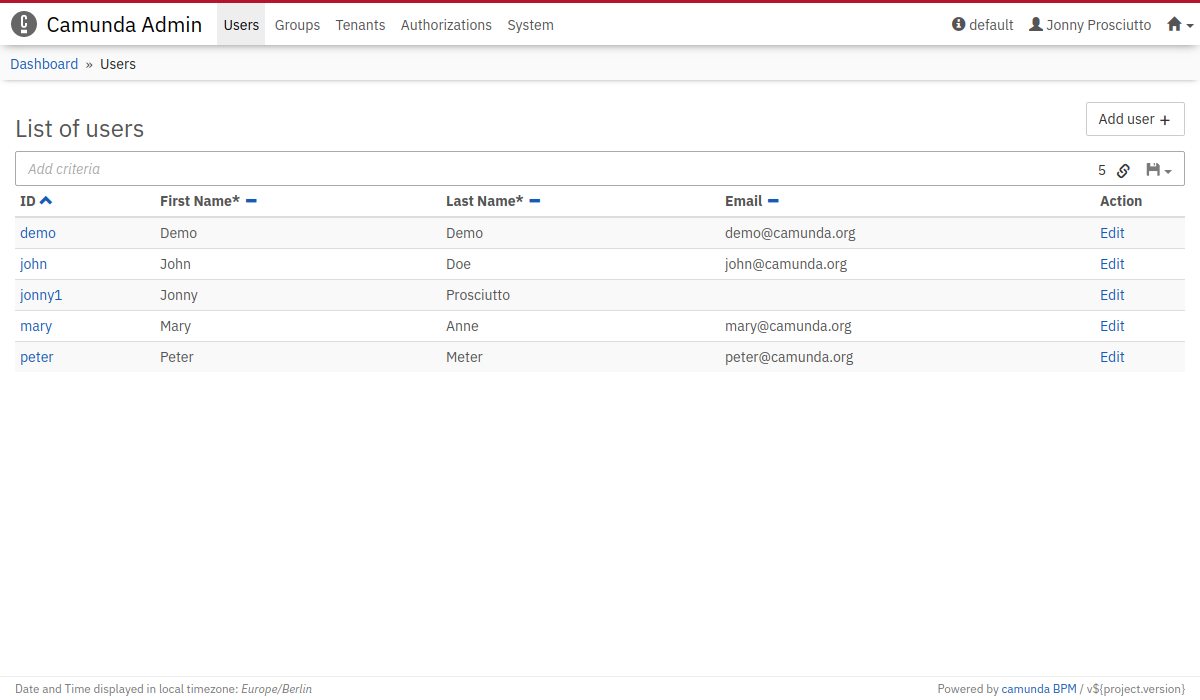 Camunda Admin Users Groups Tenants Authorizations System default Jonny Prosciutto
Dashboard » Users
List of users
Add user +
Add criteria 5
ID First Name* Last Name* Email Action
demo Demo Demo demo@camunda.org Edit
john John Doe john@camunda.org Edit
jonny1 Jonny Prosciutto Edit
mary Mary Anne mary@camunda.org Edit
peter Peter Meter peter@camunda.org Edit
Date and Time displayed in local timezone: Europe/Berlin Powered by camunda BPM / v${project.version}